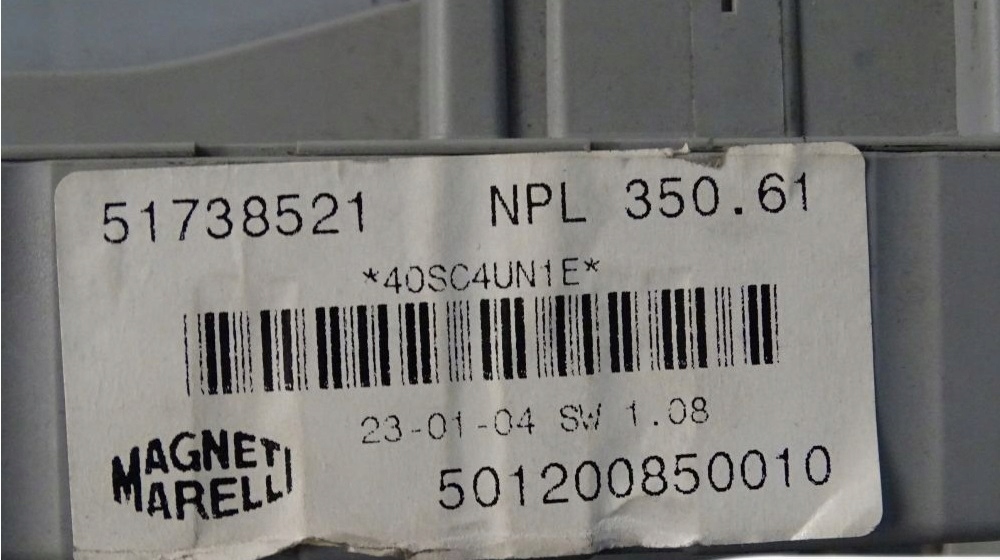 51738521 NPL 350.61
*40SC4UN1E*
23-01-04 SW 1.08
MAGNETI
MARELLI
501200850010